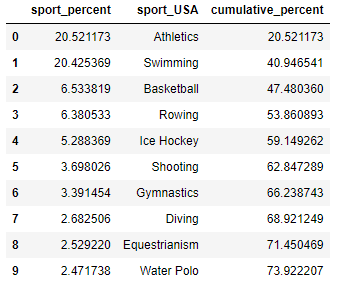 sport_percent sport_USA cumulative_percent
0 20.521173 Athletics 20.521173
1 20.425369 Swimming 40.946541
2 6.533819 Basketball 47.480360
3 6.380533 Rowing 53.860893
4 5.288369 Ice Hockey 59.149262
5 3.698026 Shooting 62.847289
6 3.391454 Gymnastics 66.238743
7 2.682506 Diving 68.921249
8 2.529220 Equestrianism 71.450469
9 2.471738 Water Polo 73.922207